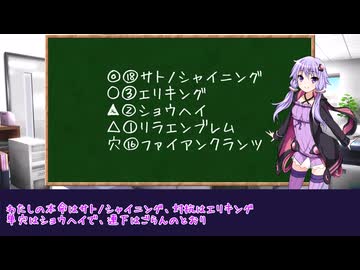 ◎⑱サトノシャイニング
○③エリキング
▲②ショウヘイ
△①リラエンブレム
穴⑯ファイアンクランツ
わたしの本命はサトノシャイニング、対抗はエリキング
単穴はショウヘイで、連下はごらんのとおり